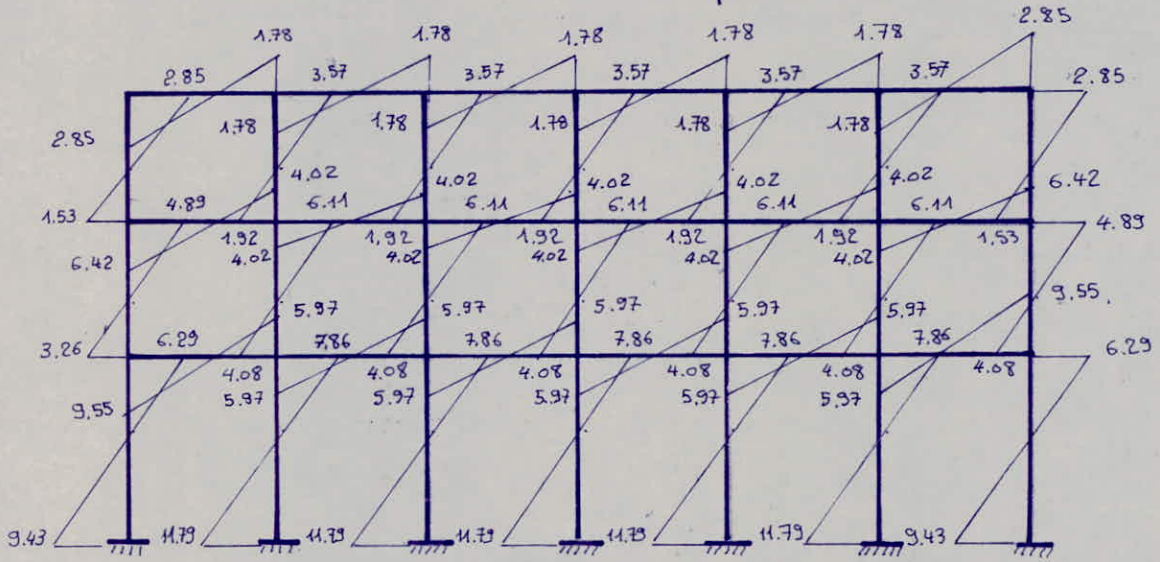 2.85
1.78 1.78 1.78 1.78 1.78
2.85 3.57 3.57 3.57 3.57 3.57 2.85
2.85 1.78 1.78 1.78 1.78 1.78
4.02 4.02 4.02 4.02 4.02 6.42
4.89 6.11 6.11 6.11 6.11 6.11
1.53 4.89
1.92 1.92 1.92 1.92 1.92 1.53
6.42 4.02 4.02 4.02 4.02 4.02
9.55
5.97 5.97 5.97 5.97 5.97
6.29 7.86 7.86 7.86 7.86 7.86
3.26 6.29
4.08 4.08 4.08 4.08 4.08 4.08
9.55 5.97 5.97 5.97 5.97 5.97
9.43 11.79 11.79 11.79 11.79 11.79 9.43